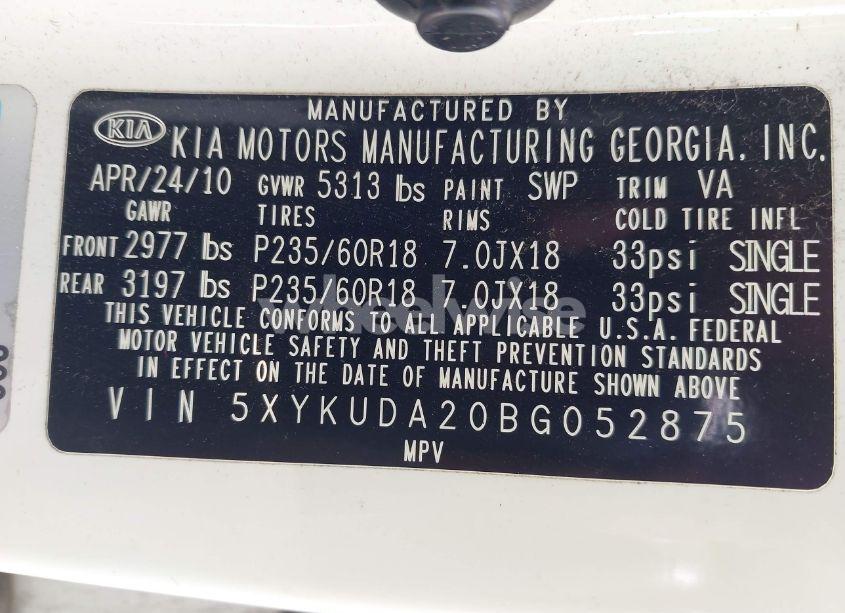 MANUFACTURED BY
KIA KIA MOTORS MANUFACTURING GEORGIA, INC.
APR/24/10 GVWR 5313 lbs PAINT SWP TRIM VA
GAWR TIRES RIMS COLD TIRE INFL
FRONT 2977 lbs P235/60R18 7.0JX18 33psi SINGLE
REAR 3197 lbs P235/60R18 7.0JX18 33psi SINGLE
THIS VEHICLE CONFORMS TO ALL APPLICABLE U.S.A. FEDERAL
MOTOR VEHICLE SAFETY AND THEFT PREVENTION STANDARDS
IN EFFECT ON THE DATE OF MANUFACTURE SHOWN ABOVE
VIN 5XYKUDA20BG052875
MPV